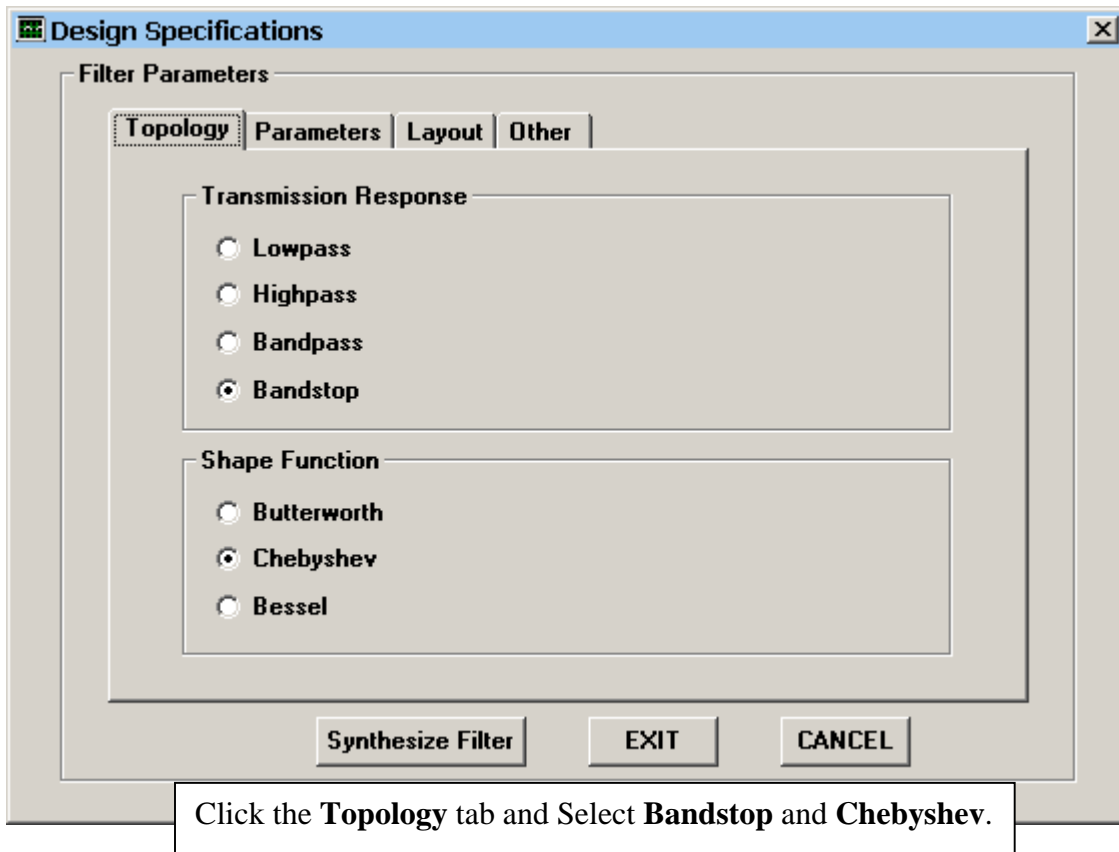 Design Specifications
Filter Parameters
Topology Parameters Layout Other
Transmission Response
Lowpass
Highpass
Bandpass
Bandstop
Shape Function
Butterworth
Chebyshev
Bessel
Synthesize Filter EXIT CANCEL
Click the Topology tab and Select Bandstop and Chebyshev.